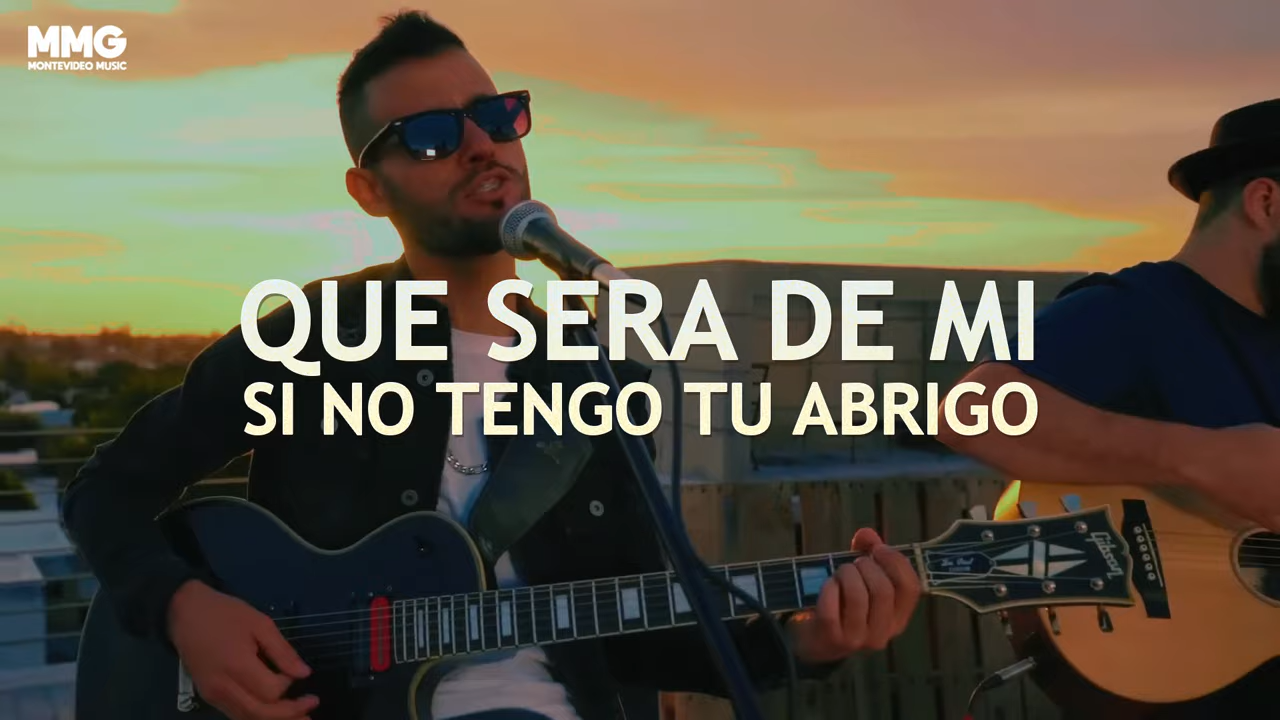 MMG
MONTEVIDEO MUSIC
QUE SERA DE MI
SI NO TENGO TU ABRIGO
Gibson